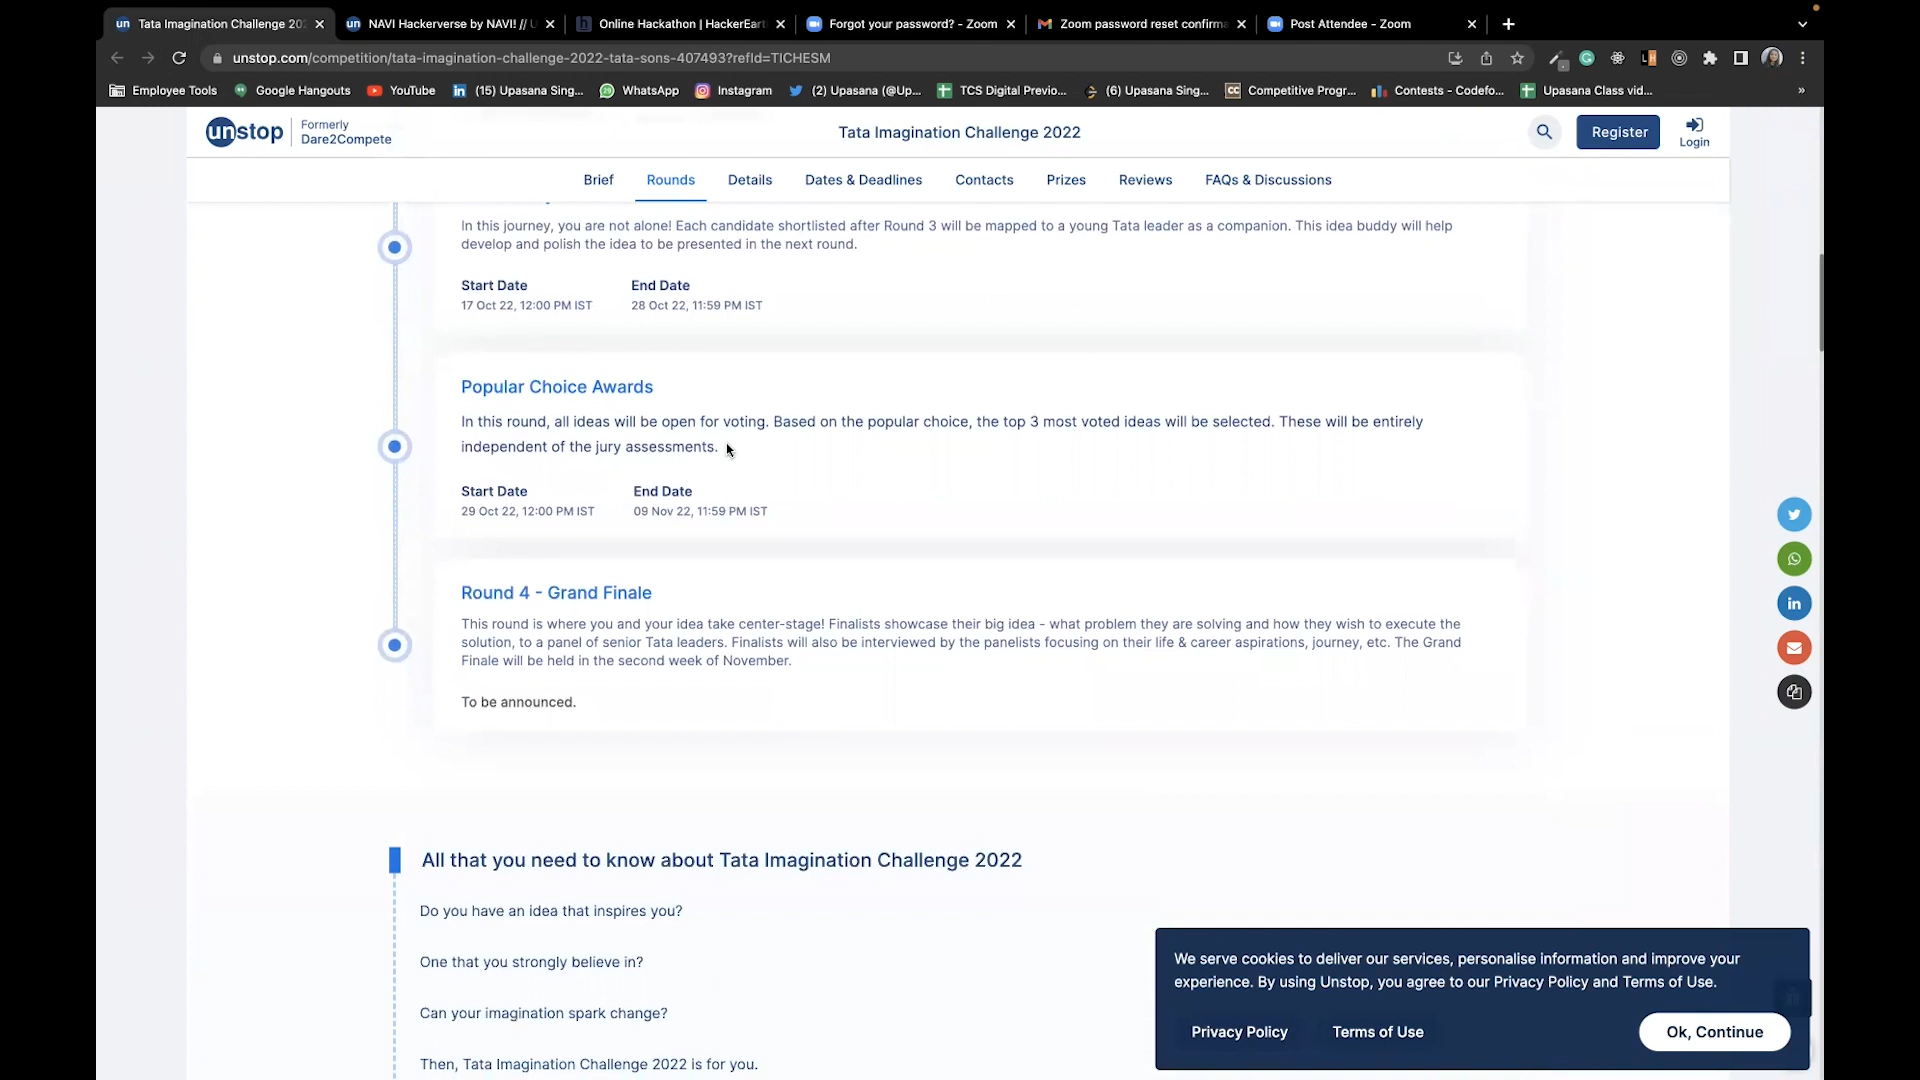 Tata Imagination Challenge 202
NAVI Hackerverse by NAVI! // U
Online Hackathon | HackerEart
Forgot your password? - Zoom
Zoom password reset confirma
Post Attendee - Zoom
unstop.com/competition/tata-imagination-challenge-2022-tata-sons-407493?refId=TICHESM
Employee Tools
Google Hangouts
YouTube
(15) Upasana Sing...
WhatsApp
Instagram
(2) Upasana (@Up...
TCS Digital Previo...
(6) Upasana Sing...
Competitive Progr...
Contests - Codefo...
Upasana Class vid...
»
unstop
Formerly
Dare2Compete
Tata Imagination Challenge 2022
Register
Login
Brief
Rounds
Details
Dates & Deadlines
Contacts
Prizes
Reviews
FAQs & Discussions
In this journey, you are not alone! Each candidate shortlisted after Round 3 will be mapped to a young Tata leader as a companion. This idea buddy will help
develop and polish the idea to be presented in the next round.
Start Date
End Date
17 Oct 22, 12:00 PM IST
28 Oct 22, 11:59 PM IST
Popular Choice Awards
In this round, all ideas will be open for voting. Based on the popular choice, the top 3 most voted ideas will be selected. These will be entirely
independent of the jury assessments.
Start Date
End Date
29 Oct 22, 12:00 PM IST
09 Nov 22, 11:59 PM IST
Round 4 - Grand Finale
This round is where you and your idea take center-stage! Finalists showcase their big idea - what problem they are solving and how they wish to execute the
solution, to a panel of senior Tata leaders. Finalists will also be interviewed by the panelists focusing on their life & career aspirations, journey, etc. The Grand
Finale will be held in the second week of November.
To be announced.
All that you need to know about Tata Imagination Challenge 2022
Do you have an idea that inspires you?
One that you strongly believe in?
Can your imagination spark change?
Then, Tata Imagination Challenge 2022 is for you.
We serve cookies to deliver our services, personalise information and improve your
experience. By using Unstop, you agree to our Privacy Policy and Terms of Use.
Privacy Policy
Terms of Use
Ok, Continue